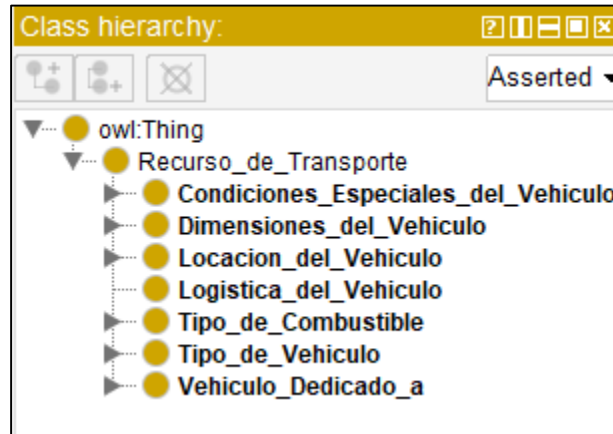 Class hierarchy:
Asserted
owl:Thing
Recurso_de_Transporte
Condiciones_Especiales_del_Vehiculo
Dimensiones_del_Vehiculo
Locacion_del_Vehiculo
Logistica_del_Vehiculo
Tipo_de_Combustible
Tipo_de_Vehiculo
Vehiculo_Dedicado_a